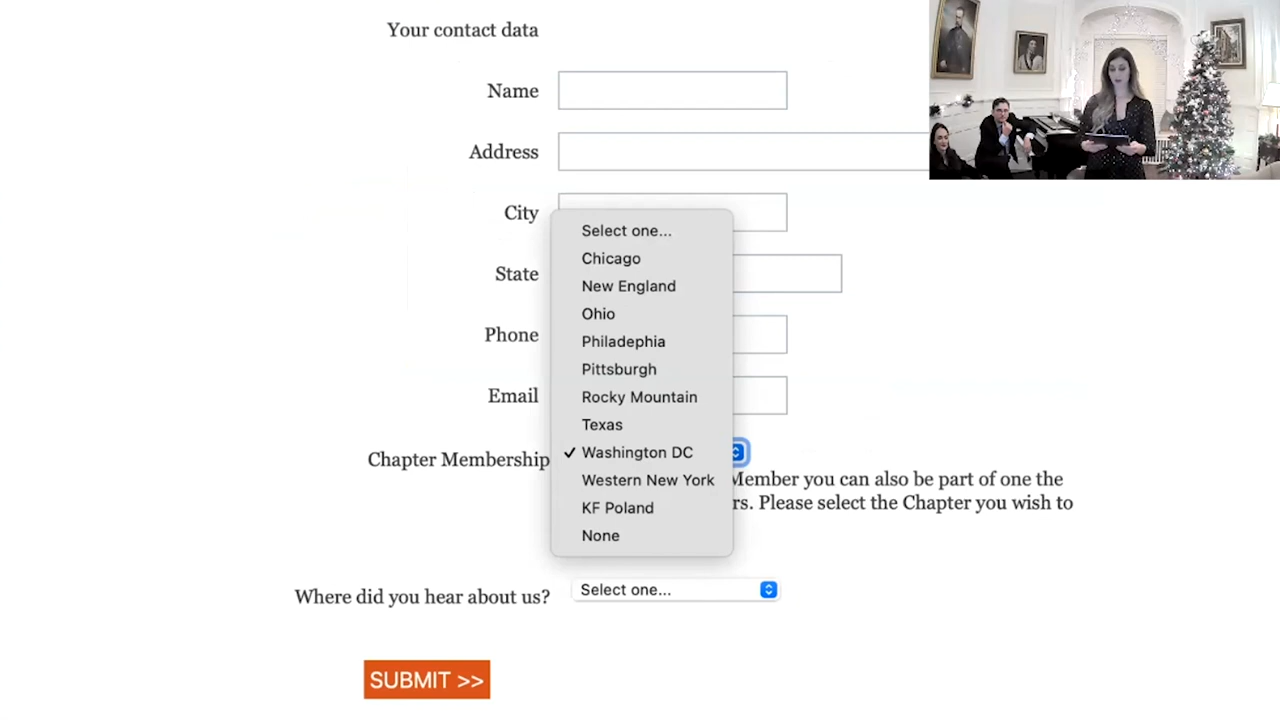 Your contact data
Name
Address
City
State
Phone
Email
Chapter Membership
Select one...
Chicago
New England
Ohio
Philadephia
Pittsburgh
Rocky Mountain
Texas
✓ Washington DC
Western New York
KF Poland
None
Member you can also be part of one the
rs. Please select the Chapter you wish to
Where did you hear about us?
Select one...
SUBMIT >>